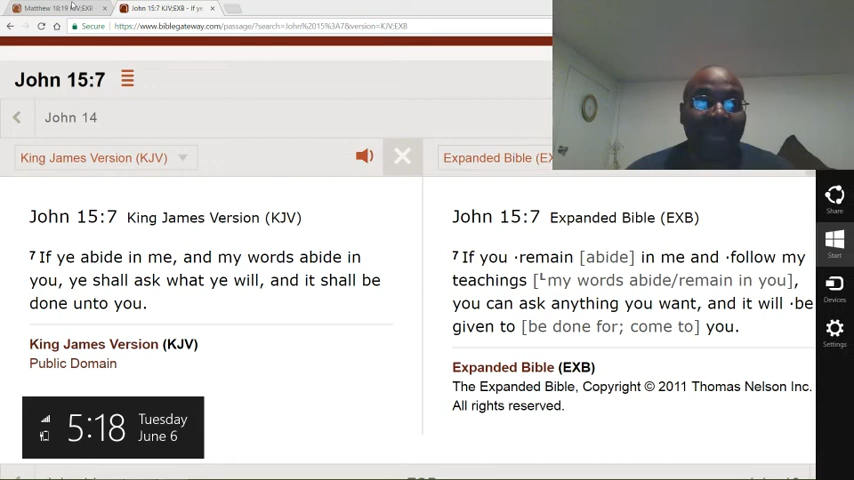 Matthew 18:19 KJV;EXB -
John 15:7 KJV;EXB - If ye
Secure
https://www.biblegateway.com/passage/?search=John%2015%3A7&version=KJV;EXB
John 15:7
John 14
King James Version (KJV)
Expanded Bible (EX
John 15:7 King James Version (KJV)
7 If ye abide in me, and my words abide in
you, ye shall ask what ye will, and it shall be
done unto you.
King James Version (KJV)
Public Domain
John 15:7 Expanded Bible (EXB)
7 If you ·remain [abide] in me and ·follow my
teachings [└my words abide/remain in you],
you can ask anything you want, and it will ·be
given to [be done for; come to] you.
Expanded Bible (EXB)
The Expanded Bible, Copyright © 2011 Thomas Nelson Inc.
All rights reserved.
5:18
Tuesday
June 6
Share
Start
Devices
Settings